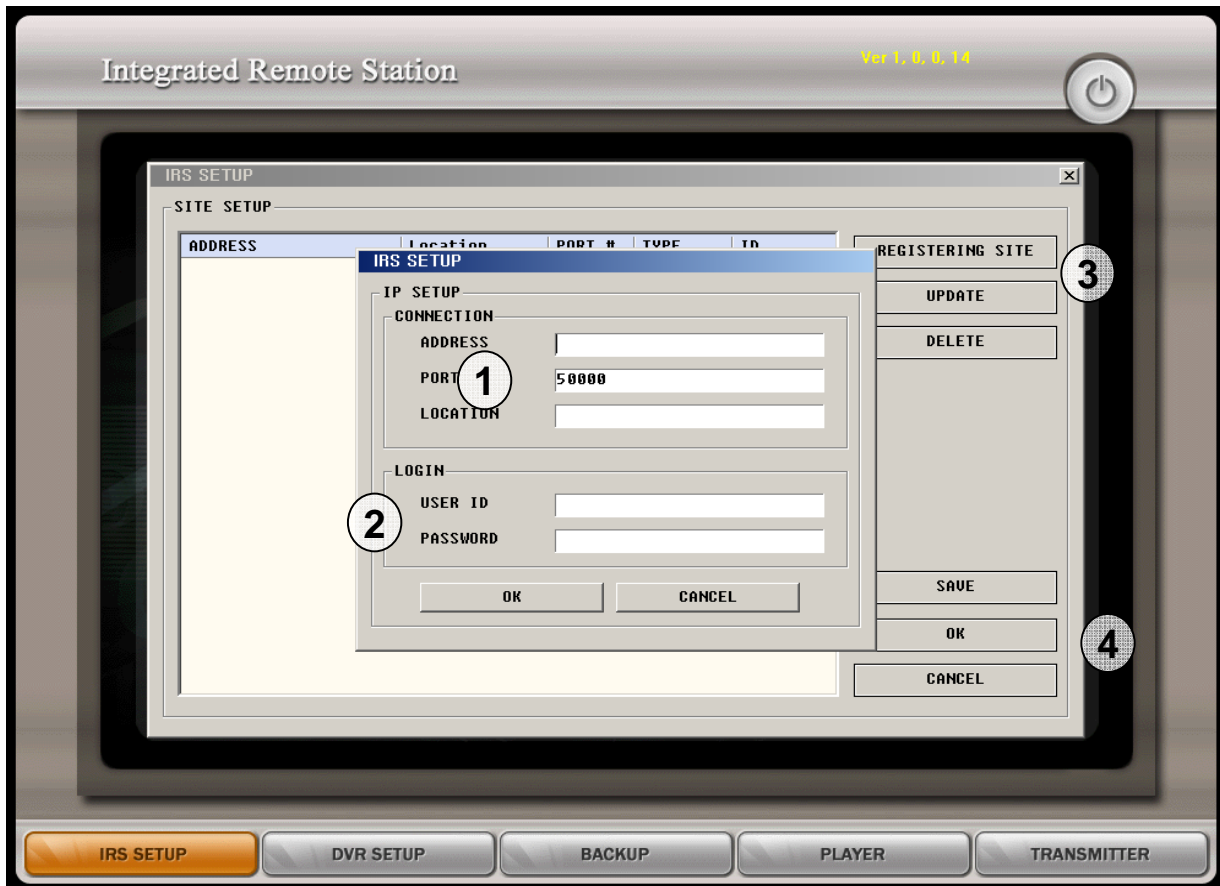 Integrated Remote Station
Ver 1, 0, 0, 14
IRS SETUP
SITE SETUP
ADDRESS Location PORT # TYPE ID
REGISTERING SITE
3
UPDATE
DELETE
IRS SETUP
IP SETUP
CONNECTION
ADDRESS
PORT 1 50000
LOCATION
LOGIN
2
USER ID
PASSWORD
OK CANCEL
SAVE
OK
4
CANCEL
IRS SETUP DVR SETUP BACKUP PLAYER TRANSMITTER